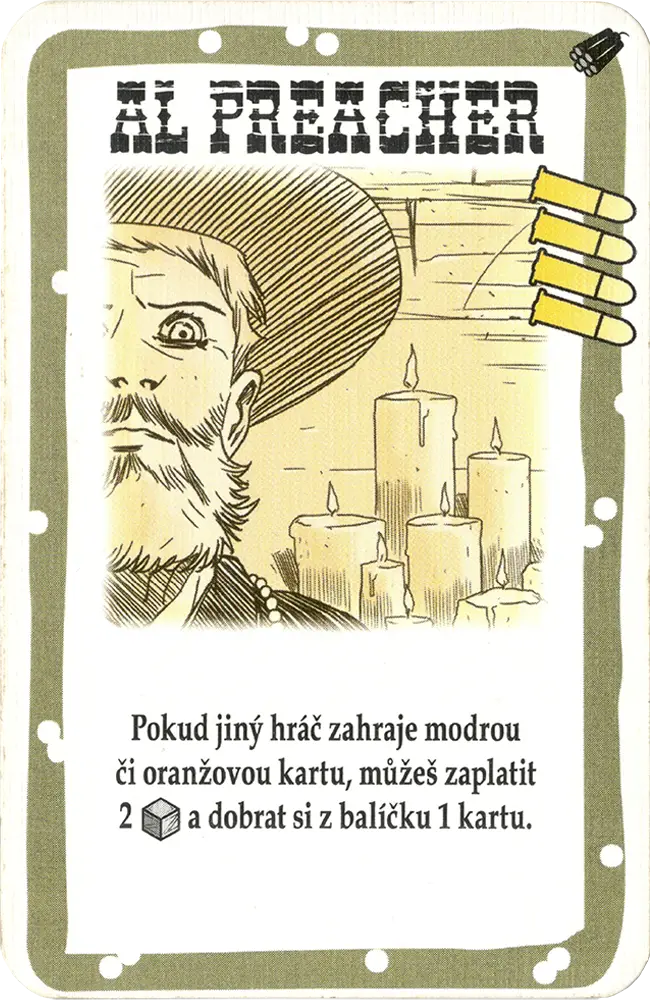 AL PREACHER
Pokud jiný hráč zahraje modrou
či oranžovou kartu, můžeš zaplatit
2 a dobrat si z balíčku 1 kartu.